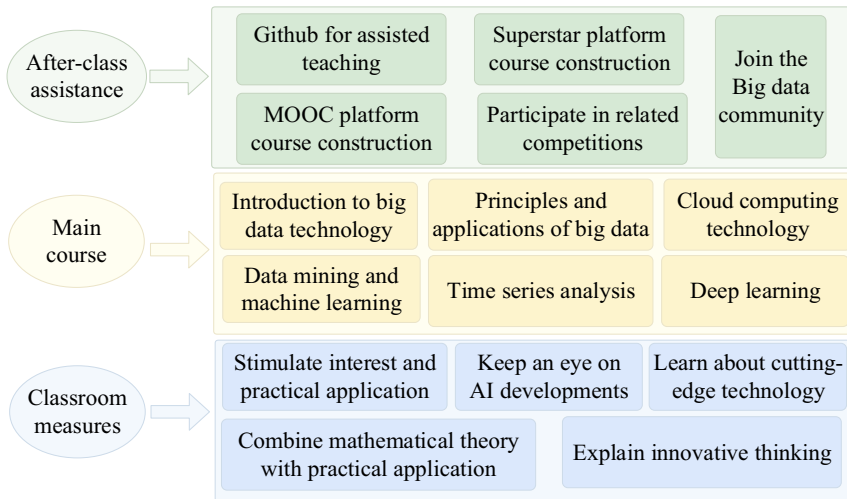 After-class
assistance
Github for assisted
teaching
Superstar platform
course construction
Join the
Big data
community
MOOC platform
course construction
Participate in related
competitions
Main
course
Introduction to big
data technology
Principles and
applications of big data
Cloud computing
technology
Data mining and
machine learning
Time series analysis
Deep learning
Classroom
measures
Stimulate interest and
practical application
Keep an eye on
AI developments
Learn about cutting-
edge technology
Combine mathematical theory
with practical application
Explain innovative thinking